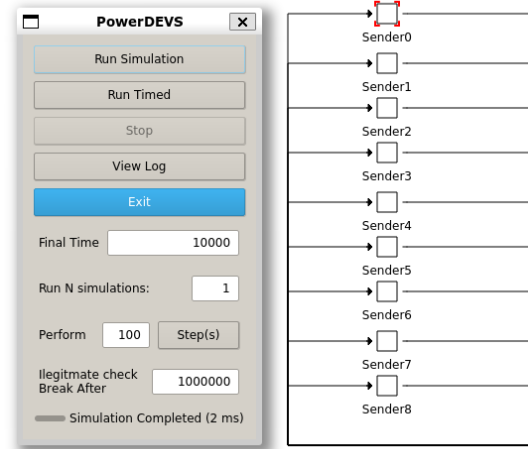 PowerDEVS
Run Simulation
Run Timed
Stop
View Log
Exit
Final Time 10000
Run N simulations: 1
Perform 100 Step(s)
Ilegitmate check
Break After 1000000
Simulation Completed (2 ms)
Sender0
Sender1
Sender2
Sender3
Sender4
Sender5
Sender6
Sender7
Sender8